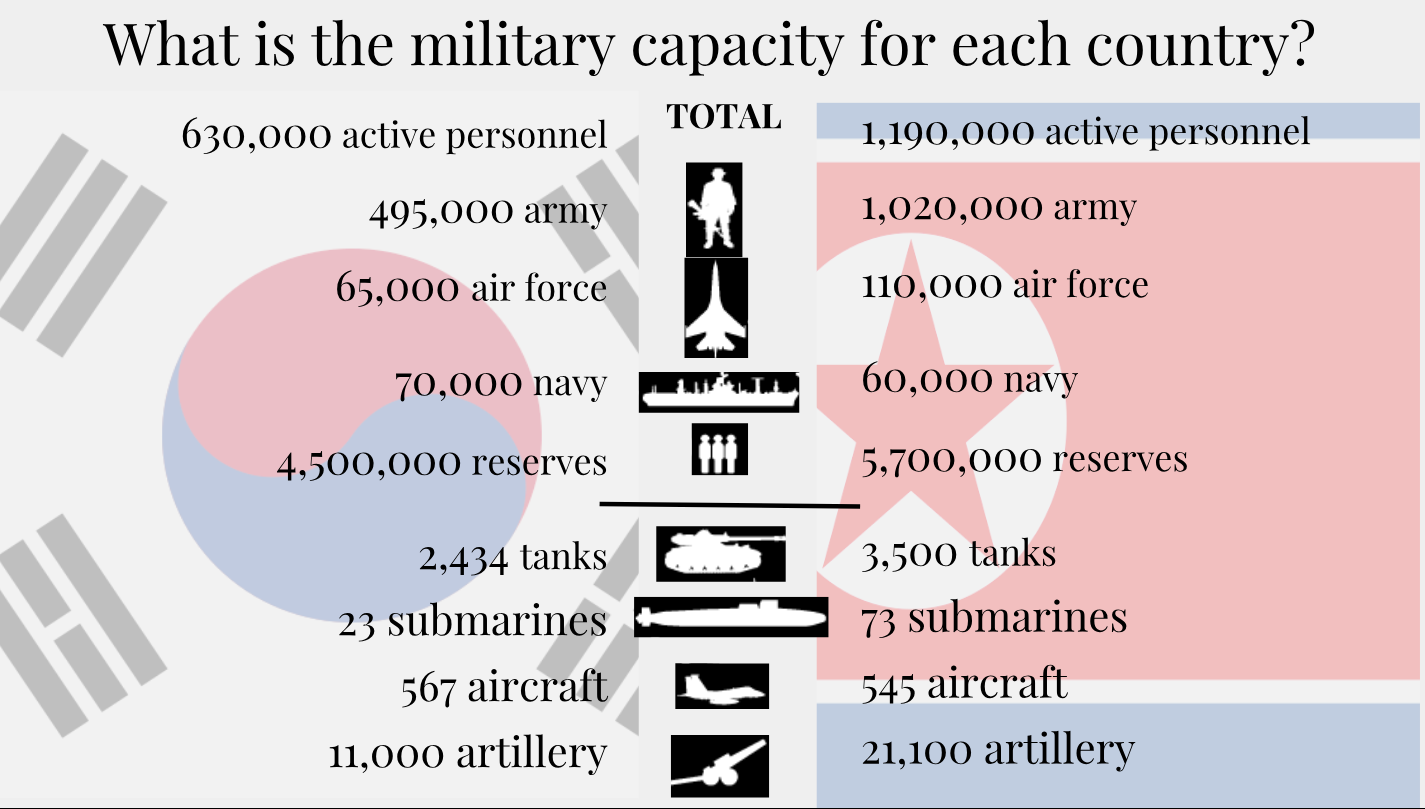 What is the military capacity for each country?
TOTAL
630,000 active personnel
1,190,000 active personnel
495,000 army
1,020,000 army
65,000 air force
110,000 air force
70,000 navy
60,000 navy
4,500,000 reserves
5,700,000 reserves
2,434 tanks
3,500 tanks
23 submarines
73 submarines
567 aircraft
545 aircraft
11,000 artillery
21,100 artillery